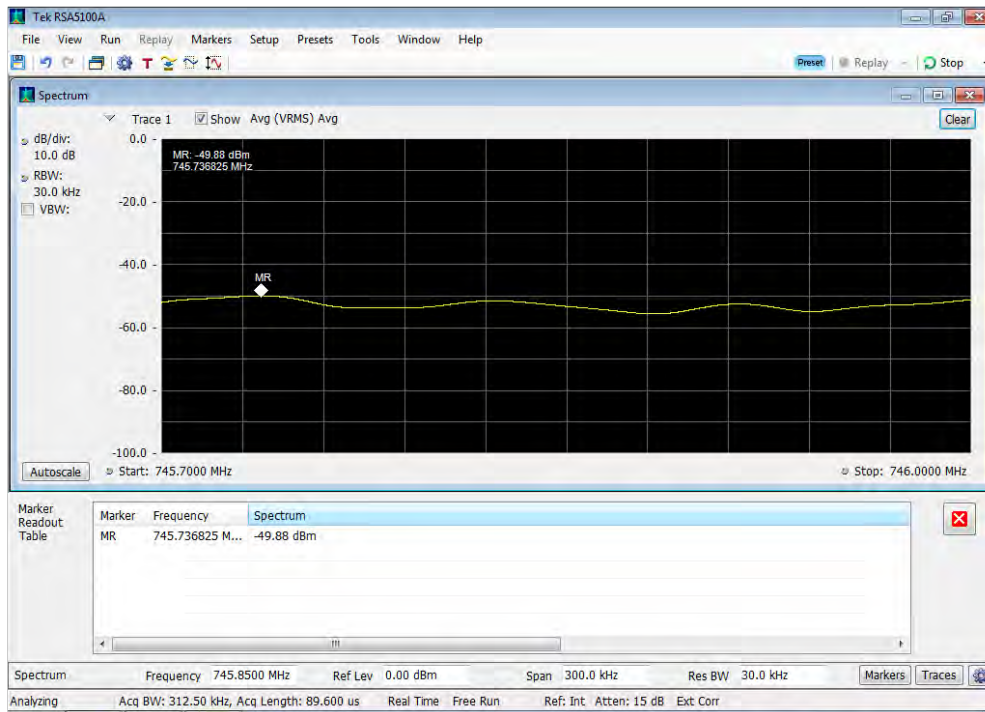 Tek RSA5100A
File View Run Replay Markers Setup Presets Tools Window Help
T Preset Replay Stop
Spectrum
Trace 1 Show Avg (VRMS) Avg Clear
dB/div:
10.0 dB
RBW:
30.0 kHz
VBW:
0.0
-20.0
-40.0
-60.0
-80.0
-100.0
MR: -49.88 dBm
745.736825 MHz
MR
Autoscale Start: 745.7000 MHz Stop: 746.0000 MHz
Marker
Readout
Table
Marker Frequency Spectrum
MR 745.736825 M... -49.88 dBm
Spectrum Frequency 745.8500 MHz Ref Lev 0.00 dBm Span 300.0 kHz Res BW 30.0 kHz Markers Traces
Analyzing Acq BW: 312.50 kHz, Acq Length: 89.600 us Real Time Free Run Ref: Int Atten: 15 dB Ext Corr